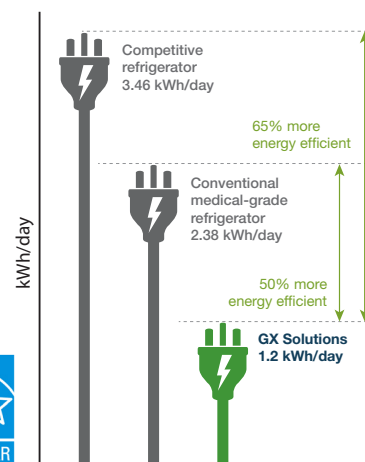 Competitive
refrigerator
3.46 kWh/day
65% more
energy efficient
Conventional
medical-grade
refrigerator
2.38 kWh/day
kWh/day
50% more
energy efficient
GX Solutions
1.2 kWh/day
R